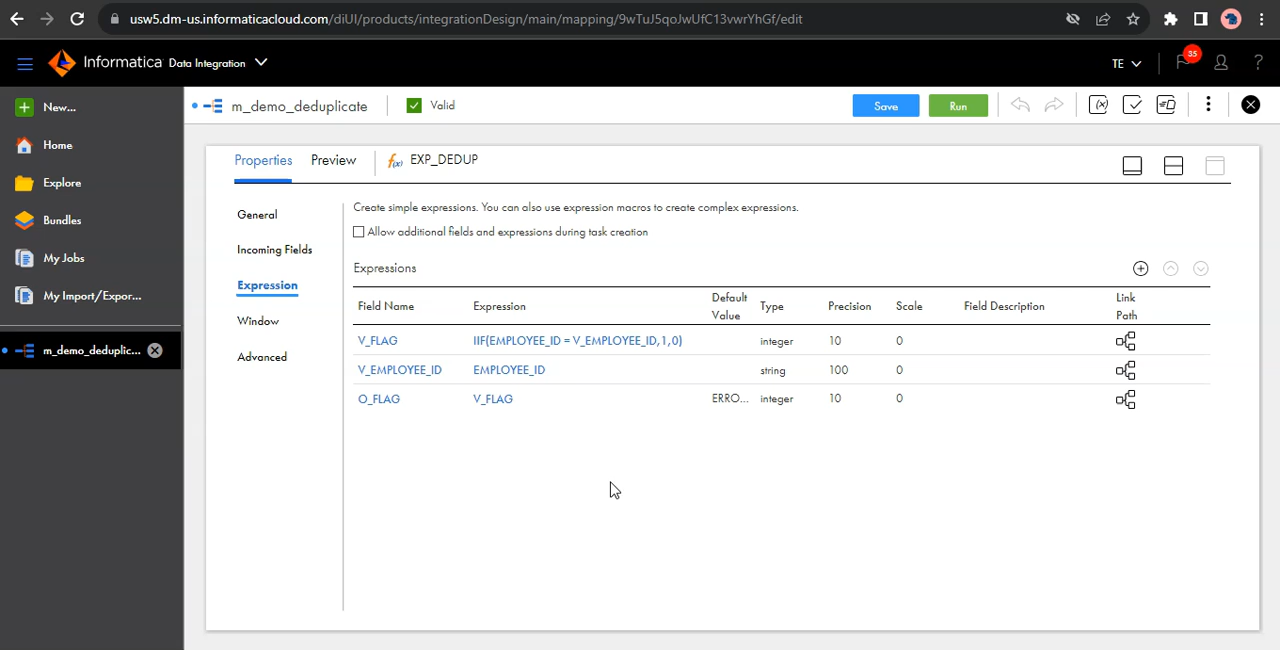 usw5.dm-us.informaticacloud.com/diUI/products/integrationDesign/main/mapping/9wTuJ5qoJwUfC13vwrYhGf/edit
Informatica Data Integration
TE
35
?
New...
Home
Explore
Bundles
My Jobs
My Import/Expor...
m_demo_deduplic...
m_demo_deduplicate
Valid
Save
Run
(x)
Properties
Preview
f(x) EXP_DEDUP
General
Incoming Fields
Expression
Window
Advanced
Create simple expressions. You can also use expression macros to create complex expressions.
Allow additional fields and expressions during task creation
Expressions
Field Name Expression Default Value Type Precision Scale Field Description Link Path
V_FLAG IIF(EMPLOYEE_ID = V_EMPLOYEE_ID,1,0) integer 10 0
V_EMPLOYEE_ID EMPLOYEE_ID string 100 0
O_FLAG V_FLAG ERRO... integer 10 0